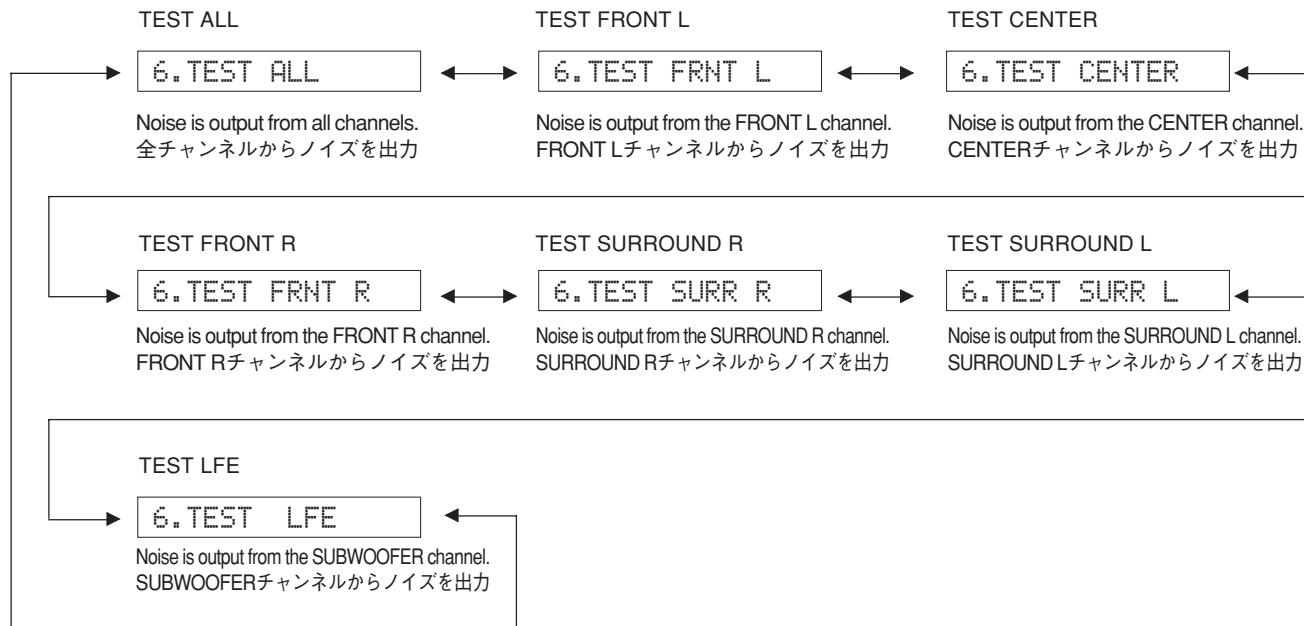 TEST ALL
6.TEST ALL
Noise is output from all channels.
全チャンネルからノイズを出力
TEST FRONT L
6.TEST FRNT L
Noise is output from the FRONT L channel.
FRONT Lチャンネルからノイズを出力
TEST CENTER
6.TEST CENTER
Noise is output from the CENTER channel.
CENTERチャンネルからノイズを出力
TEST FRONT R
6.TEST FRNT R
Noise is output from the FRONT R channel.
FRONT Rチャンネルからノイズを出力
TEST SURROUND R
6.TEST SURR R
Noise is output from the SURROUND R channel.
SURROUND Rチャンネルからノイズを出力
TEST SURROUND L
6.TEST SURR L
Noise is output from the SURROUND L channel.
SURROUND Lチャンネルからノイズを出力
TEST LFE
6.TEST  LFE
Noise is output from the SUBWOOFER channel.
SUBWOOFERチャンネルからノイズを出力